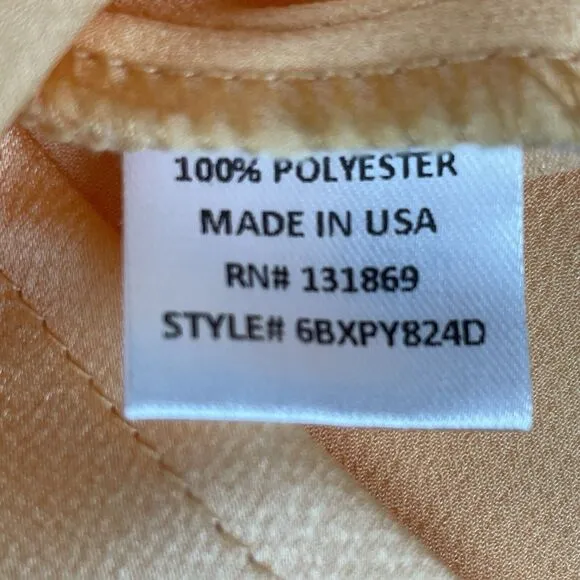 100% POLYESTER
MADE IN USA
RN# 131869
STYLE# 6BXPY824D